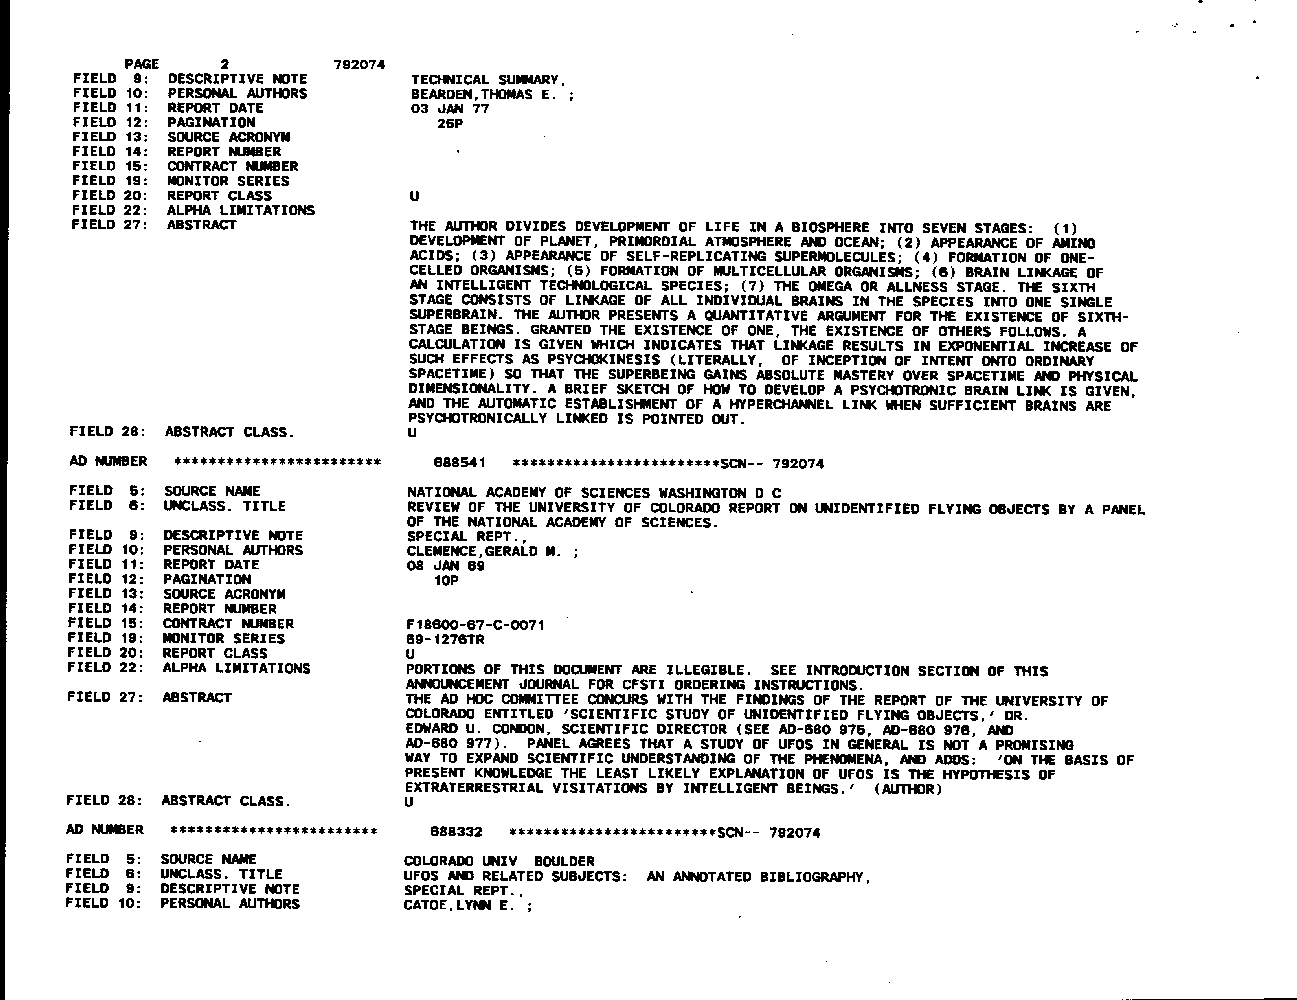 PAGE 2 792074
FIELD 9: DESCRIPTIVE NOTE TECHNICAL SUMMARY,
FIELD 10: PERSONAL AUTHORS BEARDEN,THOMAS E. ;
FIELD 11: REPORT DATE 03 JAN 77
FIELD 12: PAGINATION 26P
FIELD 13: SOURCE ACRONYM
FIELD 14: REPORT NUMBER
FIELD 15: CONTRACT NUMBER
FIELD 19: MONITOR SERIES
FIELD 20: REPORT CLASS U
FIELD 22: ALPHA LIMITATIONS
FIELD 27: ABSTRACT THE AUTHOR DIVIDES DEVELOPMENT OF LIFE IN A BIOSPHERE INTO SEVEN STAGES: (1)
DEVELOPMENT OF PLANET, PRIMORDIAL ATMOSPHERE AND OCEAN; (2) APPEARANCE OF AMINO
ACIDS; (3) APPEARANCE OF SELF-REPLICATING SUPERMOLECULES; (4) FORMATION OF ONE-
CELLED ORGANISMS; (5) FORMATION OF MULTICELLULAR ORGANISMS; (6) BRAIN LINKAGE OF
AN INTELLIGENT TECHNOLOGICAL SPECIES; (7) THE OMEGA OR ALLNESS STAGE. THE SIXTH
STAGE CONSISTS OF LINKAGE OF ALL INDIVIDUAL BRAINS IN THE SPECIES INTO ONE SINGLE
SUPERBRAIN. THE AUTHOR PRESENTS A QUANTITATIVE ARGUMENT FOR THE EXISTENCE OF SIXTH-
STAGE BEINGS. GRANTED THE EXISTENCE OF ONE, THE EXISTENCE OF OTHERS FOLLOWS. A
CALCULATION IS GIVEN WHICH INDICATES THAT LINKAGE RESULTS IN EXPONENTIAL INCREASE OF
SUCH EFFECTS AS PSYCHOKINESIS (LITERALLY, OF INCEPTION OF INTENT ONTO ORDINARY
SPACETIME) SO THAT THE SUPERBEING GAINS ABSOLUTE MASTERY OVER SPACETIME AND PHYSICAL
DIMENSIONALITY. A BRIEF SKETCH OF HOW TO DEVELOP A PSYCHOTRONIC BRAIN LINK IS GIVEN,
AND THE AUTOMATIC ESTABLISHMENT OF A HYPERCHANNEL LINK WHEN SUFFICIENT BRAINS ARE
PSYCHOTRONICALLY LINKED IS POINTED OUT.
FIELD 28: ABSTRACT CLASS. U
AD NUMBER ************************ 688541 ************************SCN-- 792074
FIELD 5: SOURCE NAME NATIONAL ACADEMY OF SCIENCES WASHINGTON D C
FIELD 6: UNCLASS. TITLE REVIEW OF THE UNIVERSITY OF COLORADO REPORT ON UNIDENTIFIED FLYING OBJECTS BY A PANEL
OF THE NATIONAL ACADEMY OF SCIENCES.
FIELD 9: DESCRIPTIVE NOTE SPECIAL REPT.,
FIELD 10: PERSONAL AUTHORS CLEMENCE,GERALD M. ;
FIELD 11: REPORT DATE 08 JAN 69
FIELD 12: PAGINATION 10P
FIELD 13: SOURCE ACRONYM
FIELD 14: REPORT NUMBER
FIELD 15: CONTRACT NUMBER F18600-67-C-0071
FIELD 19: MONITOR SERIES 69-1276TR
FIELD 20: REPORT CLASS U
FIELD 22: ALPHA LIMITATIONS PORTIONS OF THIS DOCUMENT ARE ILLEGIBLE. SEE INTRODUCTION SECTION OF THIS
ANNOUNCEMENT JOURNAL FOR CFSTI ORDERING INSTRUCTIONS.
FIELD 27: ABSTRACT THE AD HOC COMMITTEE CONCURS WITH THE FINDINGS OF THE REPORT OF THE UNIVERSITY OF
COLORADO ENTITLED 'SCIENTIFIC STUDY OF UNIDENTIFIED FLYING OBJECTS,' DR.
EDWARD U. CONDON, SCIENTIFIC DIRECTOR (SEE AD-680 975, AD-680 976, AND
AD-680 977). PANEL AGREES THAT A STUDY OF UFOS IN GENERAL IS NOT A PROMISING
WAY TO EXPAND SCIENTIFIC UNDERSTANDING OF THE PHENOMENA, AND ADDS: 'ON THE BASIS OF
PRESENT KNOWLEDGE THE LEAST LIKELY EXPLANATION OF UFOS IS THE HYPOTHESIS OF
EXTRATERRESTRIAL VISITATIONS BY INTELLIGENT BEINGS.' (AUTHOR)
FIELD 28: ABSTRACT CLASS. U
AD NUMBER ************************ 688332 ************************SCN-- 792074
FIELD 5: SOURCE NAME COLORADO UNIV BOULDER
FIELD 6: UNCLASS. TITLE UFOS AND RELATED SUBJECTS: AN ANNOTATED BIBLIOGRAPHY,
FIELD 9: DESCRIPTIVE NOTE SPECIAL REPT.,
FIELD 10: PERSONAL AUTHORS CATOE,LYNN E. ;